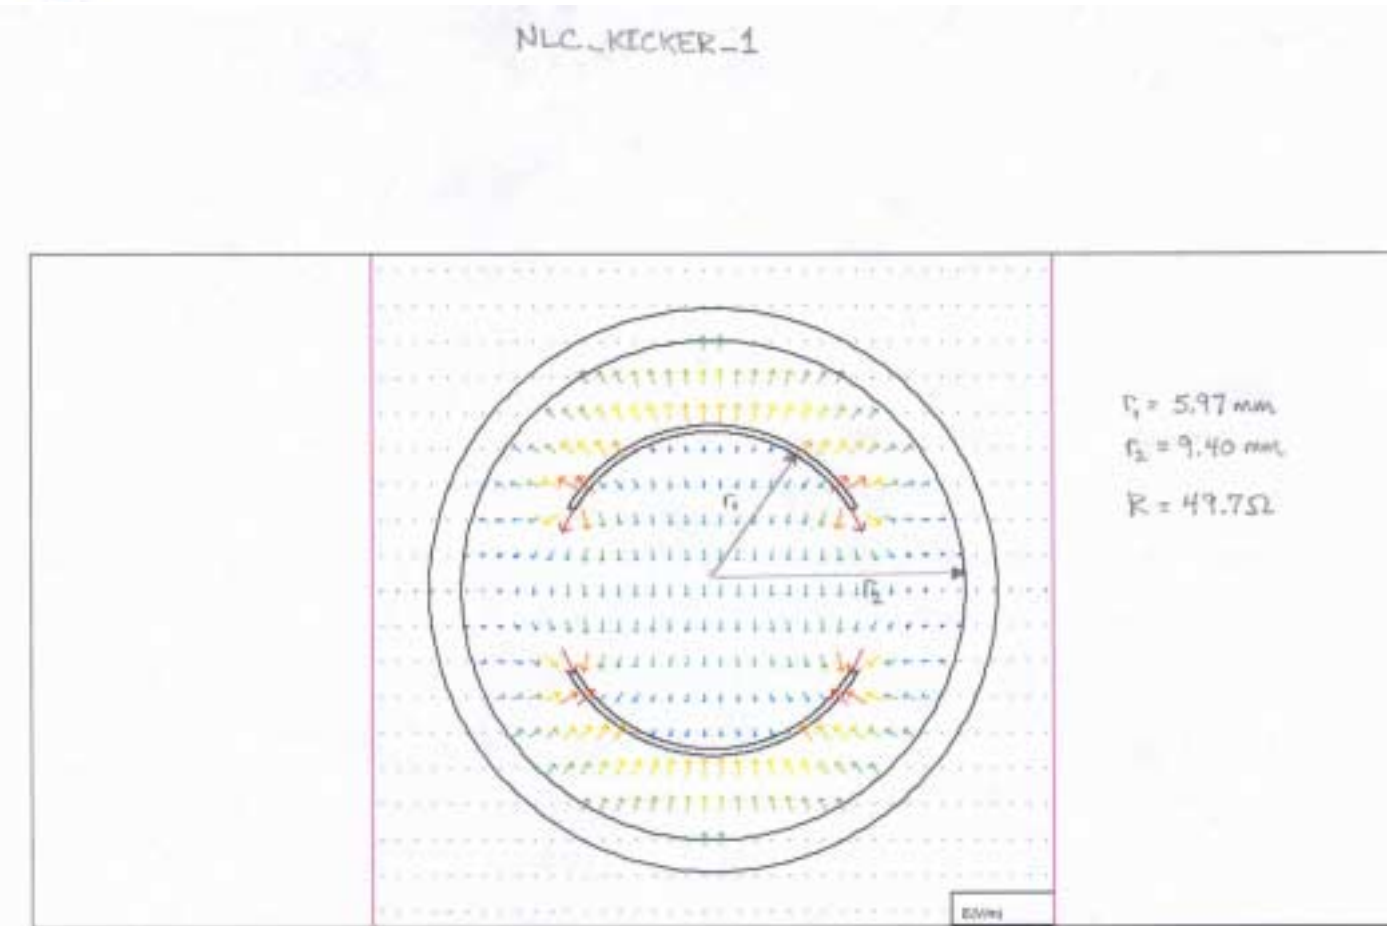 NLC_KICKER_1
r₁ = 5.97 mm
r₂ = 9.40 mm
R = 49.7Ω
r₁
r₂
E(V/m)